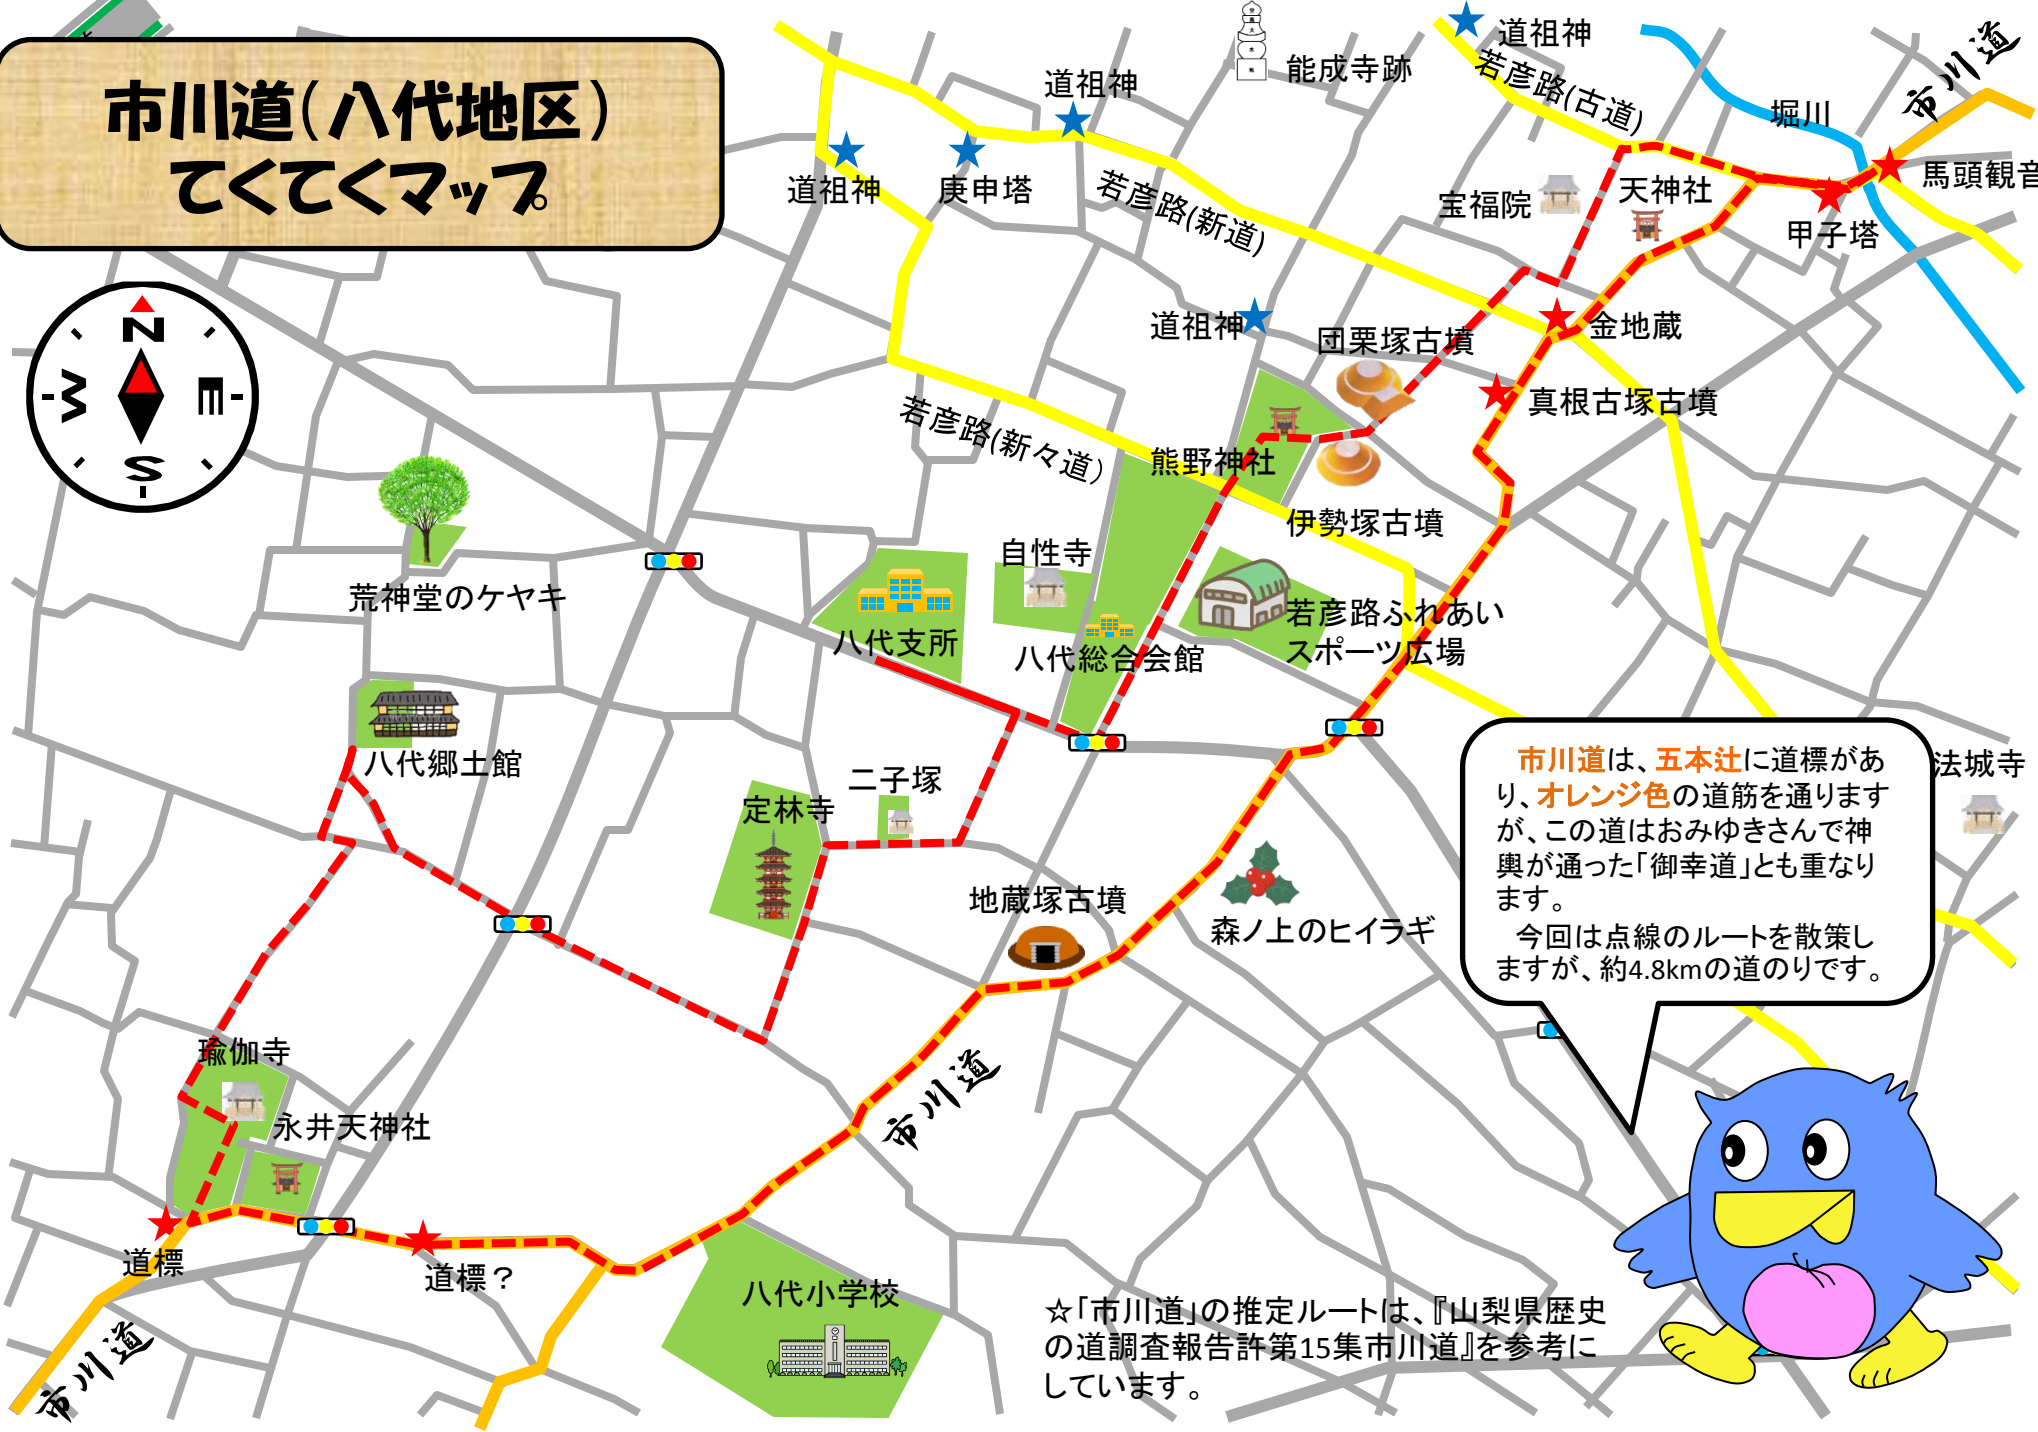 市川道(八代地区)
てくてくマップ
N
E
S
W
道祖神
道祖神
庚申塔
能成寺跡
道祖神
若彦路(古道)
堀川
市川道
馬頭観音
甲子塔
天神社
宝福院
若彦路(新道)
道祖神
団栗塚古墳
金地蔵
真根古塚古墳
若彦路(新々道)
熊野神社
伊勢塚古墳
自性寺
荒神堂のケヤキ
八代支所
八代総合会館
若彦路ふれあい
スポーツ広場
八代郷土館
二子塚
定林寺
地蔵塚古墳
森ノ上のヒイラギ
法城寺
市川道は、五本辻に道標があ
り、オレンジ色の道筋を通ります
が、この道はおみゆきさんで神
輿が通った「御幸道」とも重なり
ます。
今回は点線のルートを散策し
ますが、約4.8kmの道のりです。
瑜伽寺
永井天神社
市川道
道標
道標？
八代小学校
市川道
☆「市川道」の推定ルートは、『山梨県歴史
の道調査報告許第15集市川道』を参考に
しています。